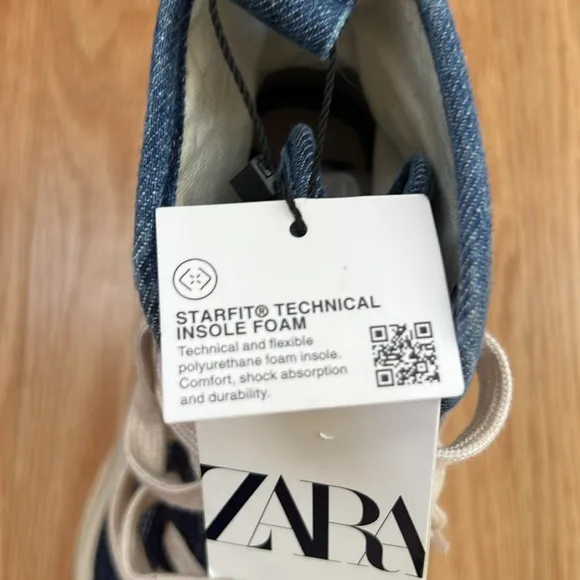 STARFIT® TECHNICAL
INSOLE FOAM
Technical and flexible
polyurethane foam insole.
Comfort, shock absorption
and durability.
ZARA